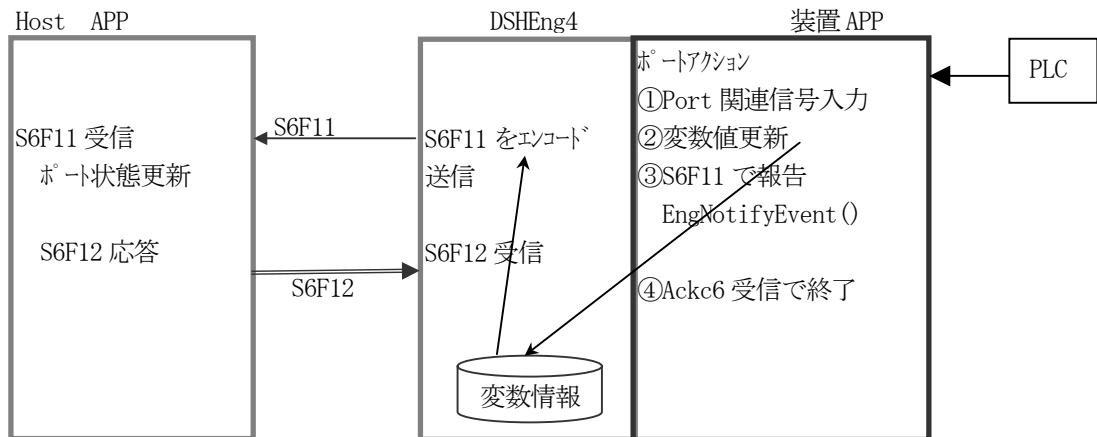 Host　APP
DSHEng4
装置 APP
ﾎﾟｰﾄｱｸｼｮﾝ
PLC
①Port 関連信号入力
S6F11 受信
S6F11
S6F11 をｴﾝｺｰﾄﾞ
②変数値更新
ﾎﾟｰﾄ状態更新
送信
③S6F11 で報告
EngNotifyEvent()
S6F12 応答
S6F12 受信
S6F12
④Ackc6 受信で終了
変数情報